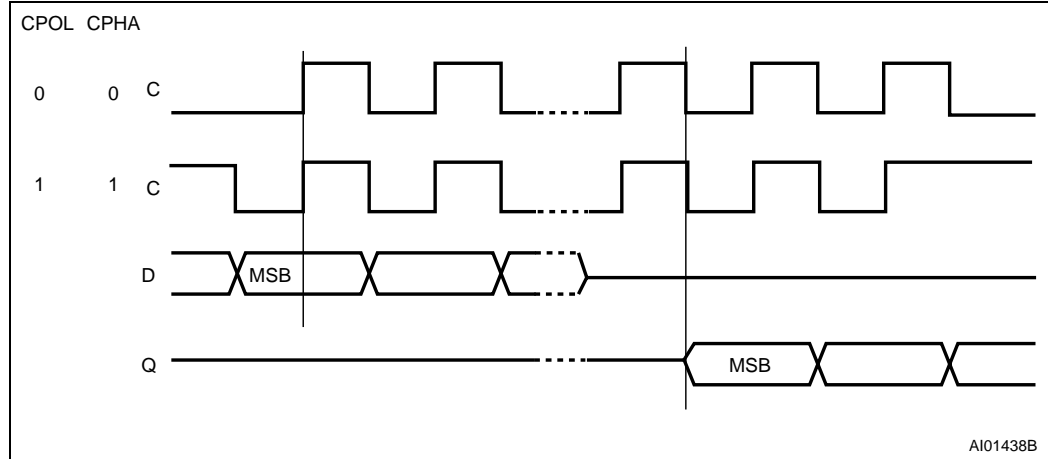 CPOL CPHA
0 0 C
1 1 C
D MSB
Q MSB
AI01438B